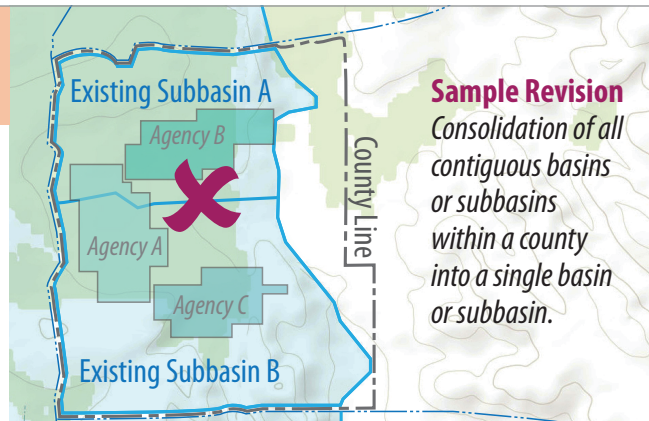 Existing Subbasin A
Agency B
Agency A
Agency C
Existing Subbasin B
County Line
Sample Revision
Consolidation of all
contiguous basins
or subbasins
within a county
into a single basin
or subbasin.